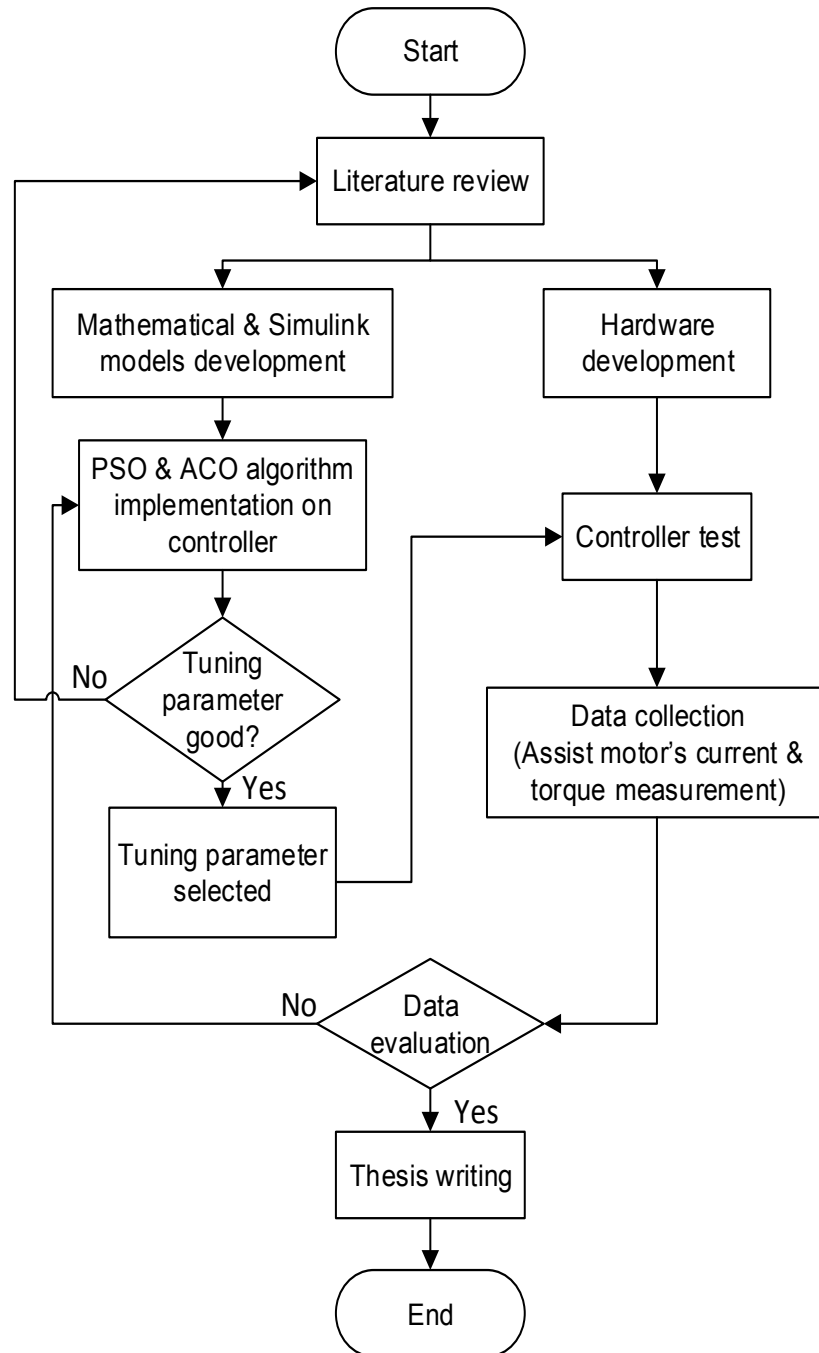 Start
Literature review
Mathematical & Simulink
models development
Hardware
development
PSO & ACO algorithm
implementation on
controller
Controller test
No
Tuning
parameter
good?
Yes
Data collection
(Assist motor's current &
torque measurement)
Tuning parameter
selected
No
Data
evaluation
Yes
Thesis writing
End